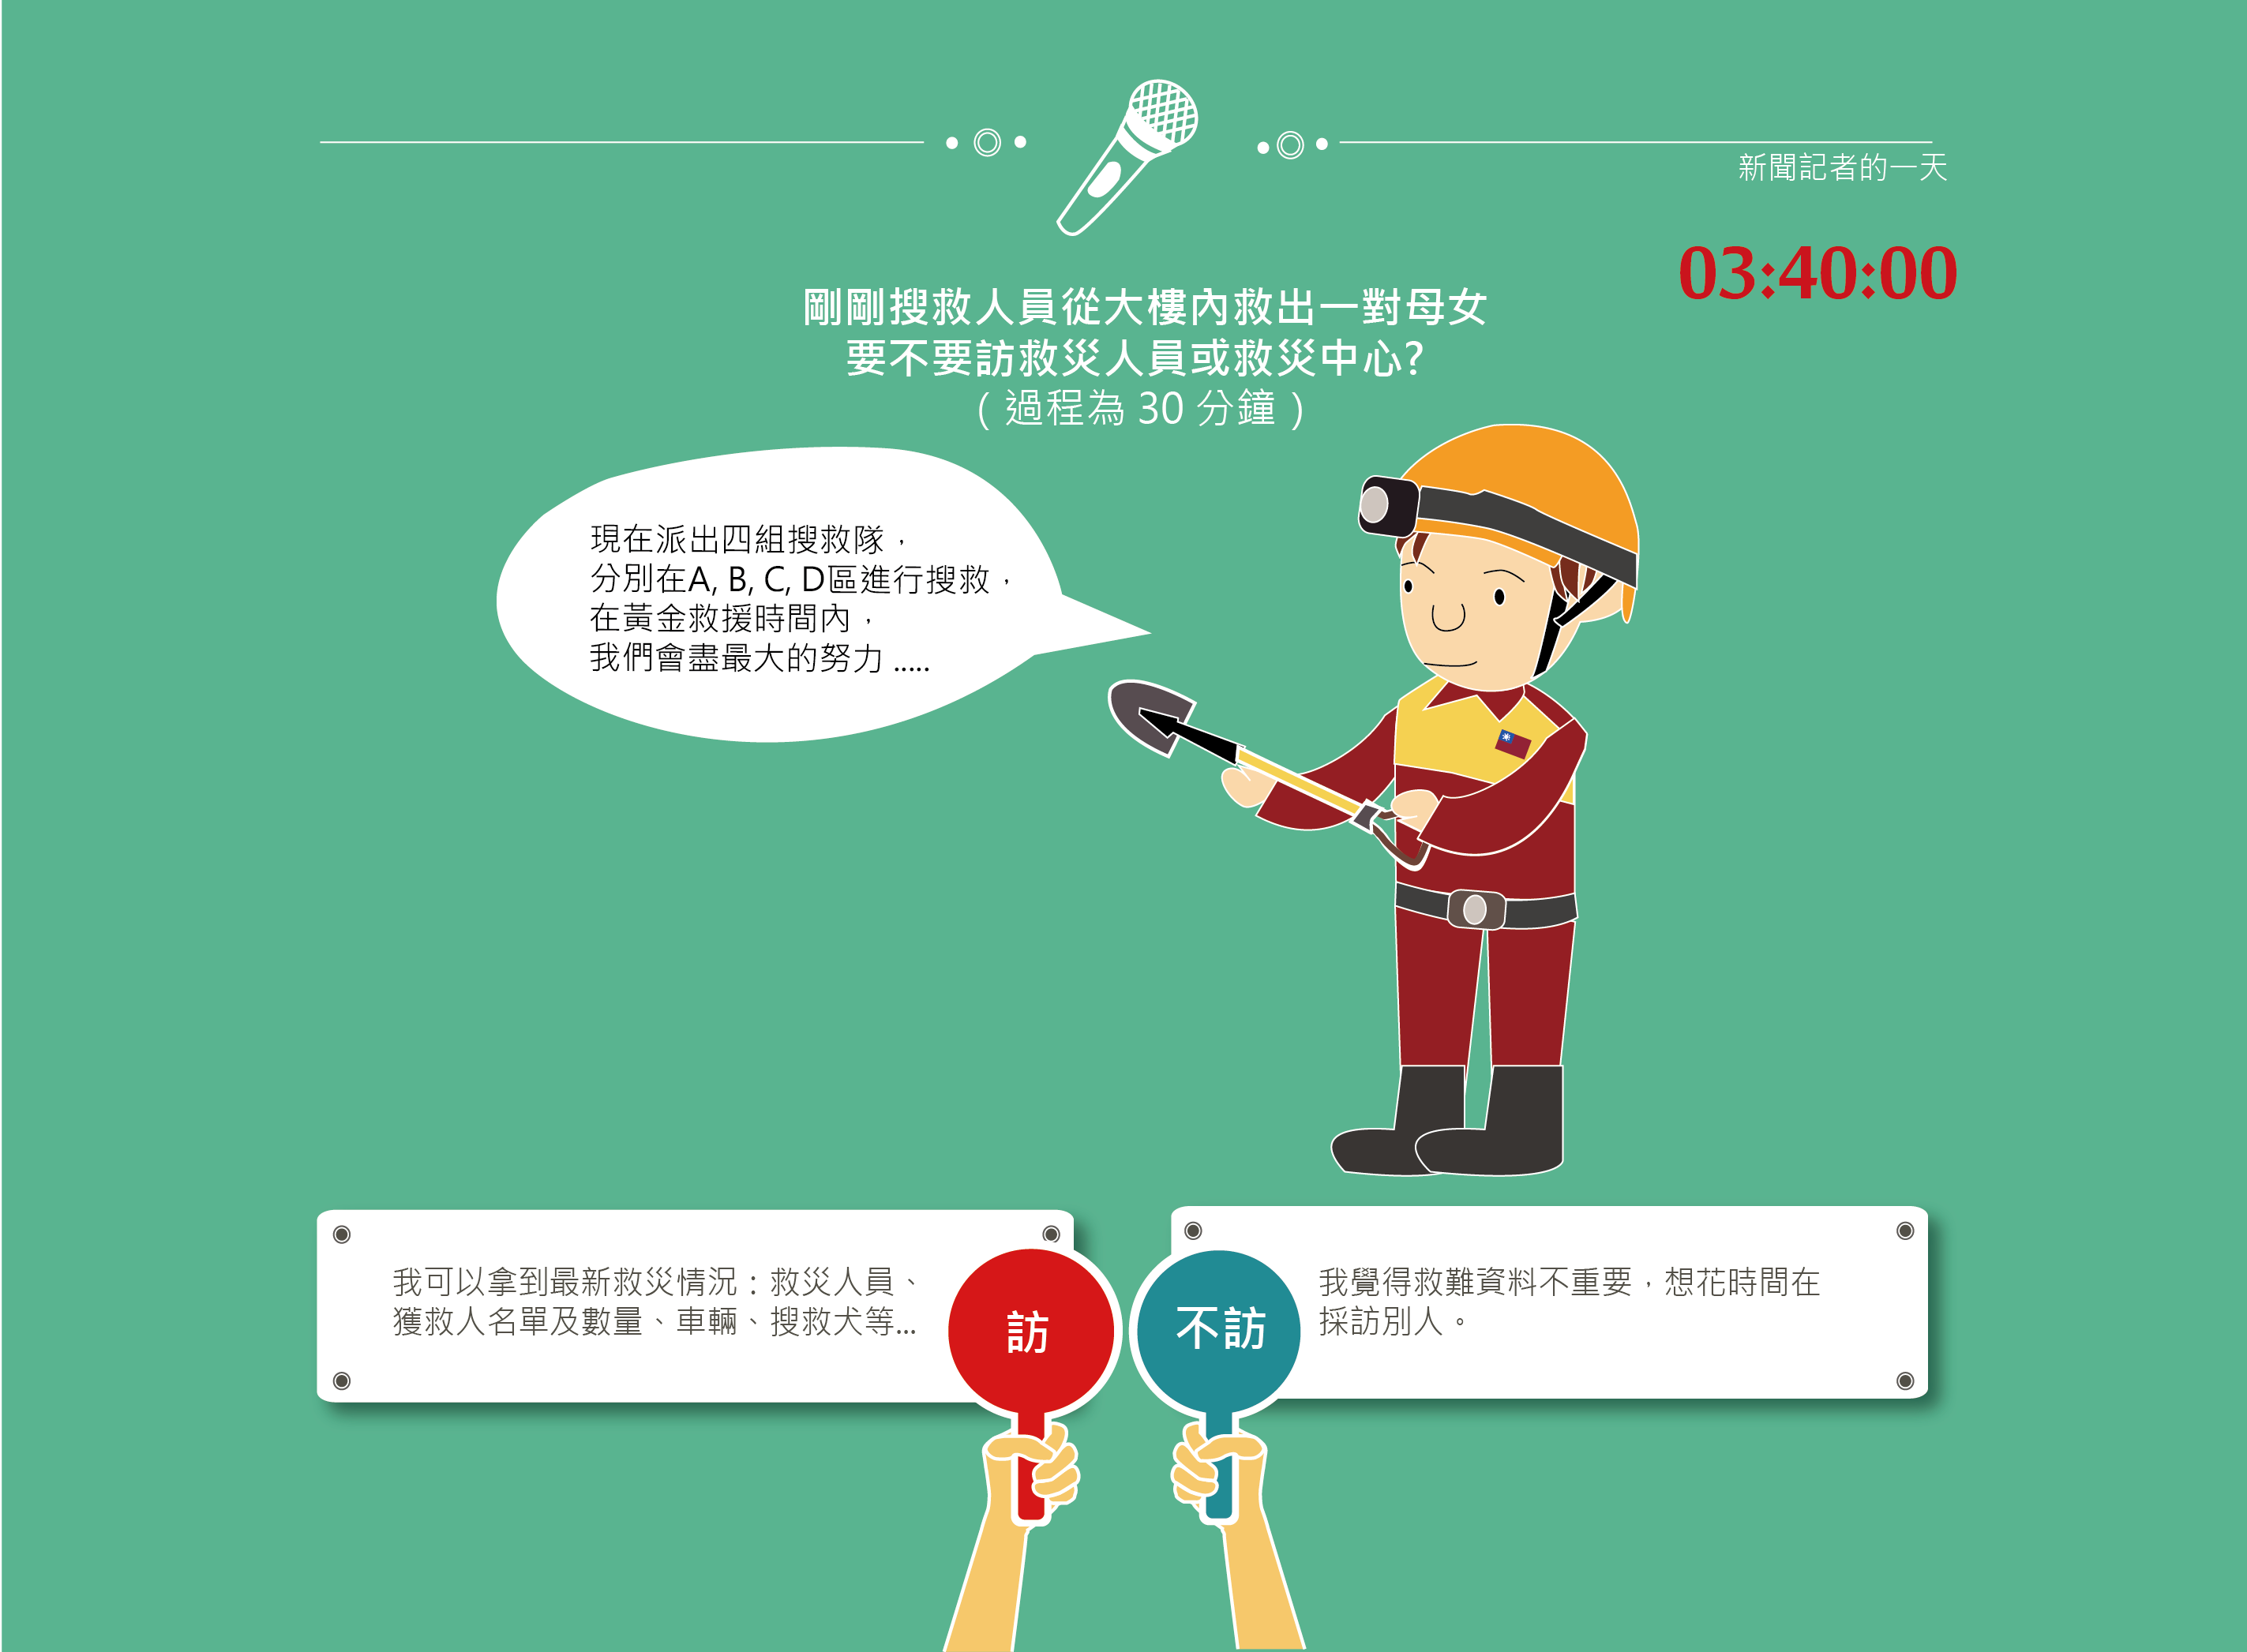 新聞記者的一天
03:40:00
剛剛搜救人員從大樓內救出一對母女
要不要訪救災人員或救災中心?
( 過程為 30 分鐘 )
現在派出四組搜救隊，
分別在A, B, C, D區進行搜救，
在黃金救援時間內，
我們會盡最大的努力 .....
我可以拿到最新救災情況：救災人員、
獲救人名單及數量、車輛、搜救犬等...
訪
不訪
我覺得救難資料不重要，想花時間在
採訪別人。